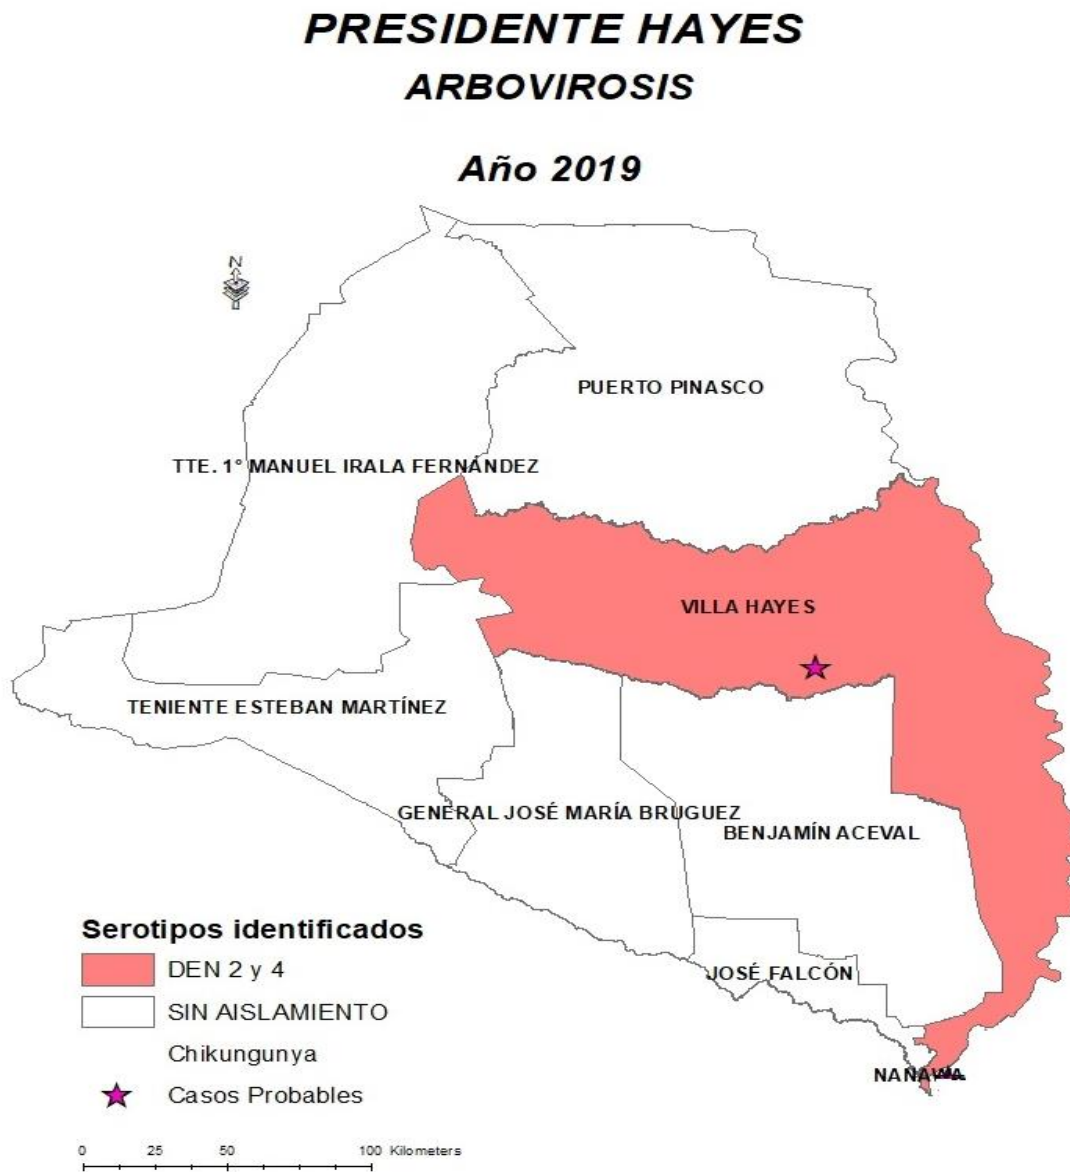 PRESIDENTE HAYES
ARBOVIROSIS
Año 2019
N
PUERTO PINASCO
TTE. 1° MANUEL IRALA FERNÁNDEZ
VILLA HAYES
TENIENTE ESTEBAN MARTÍNEZ
GENERAL JOSÉ MARÍA BRUGUEZ
BENJAMÍN ACEVAL
JOSÉ FALCÓN
NANAWA
Serotipos identificados
DEN 2 y 4
SIN AISLAMIENTO
Chikungunya
Casos Probables
0 25 50 100 Kilometers